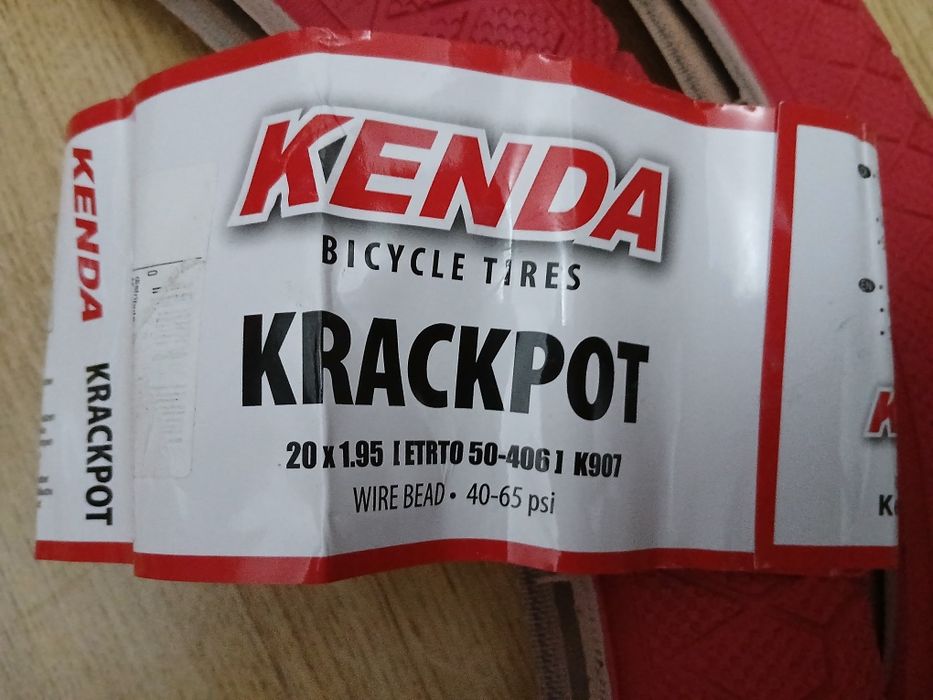 KENDA
BICYCLE TIRES
KRACKPOT
20 x 1.95 [ETRTO 50-406] K907
WIRE BEAD • 40-65 psi
KENDA KRACKPOT